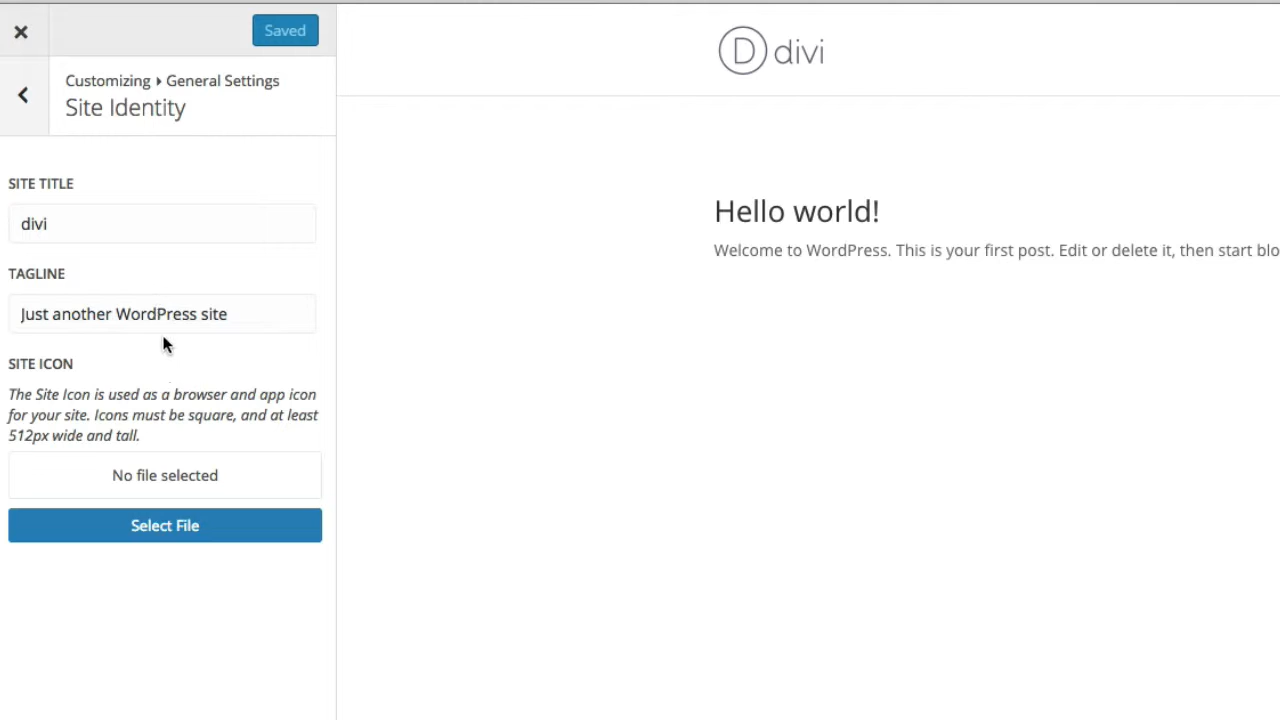 Saved
Customizing ▸ General Settings
Site Identity
SITE TITLE
divi
TAGLINE
Just another WordPress site
SITE ICON
The Site Icon is used as a browser and app icon
for your site. Icons must be square, and at least
512px wide and tall.
No file selected
Select File
D divi
Hello world!
Welcome to WordPress. This is your first post. Edit or delete it, then start